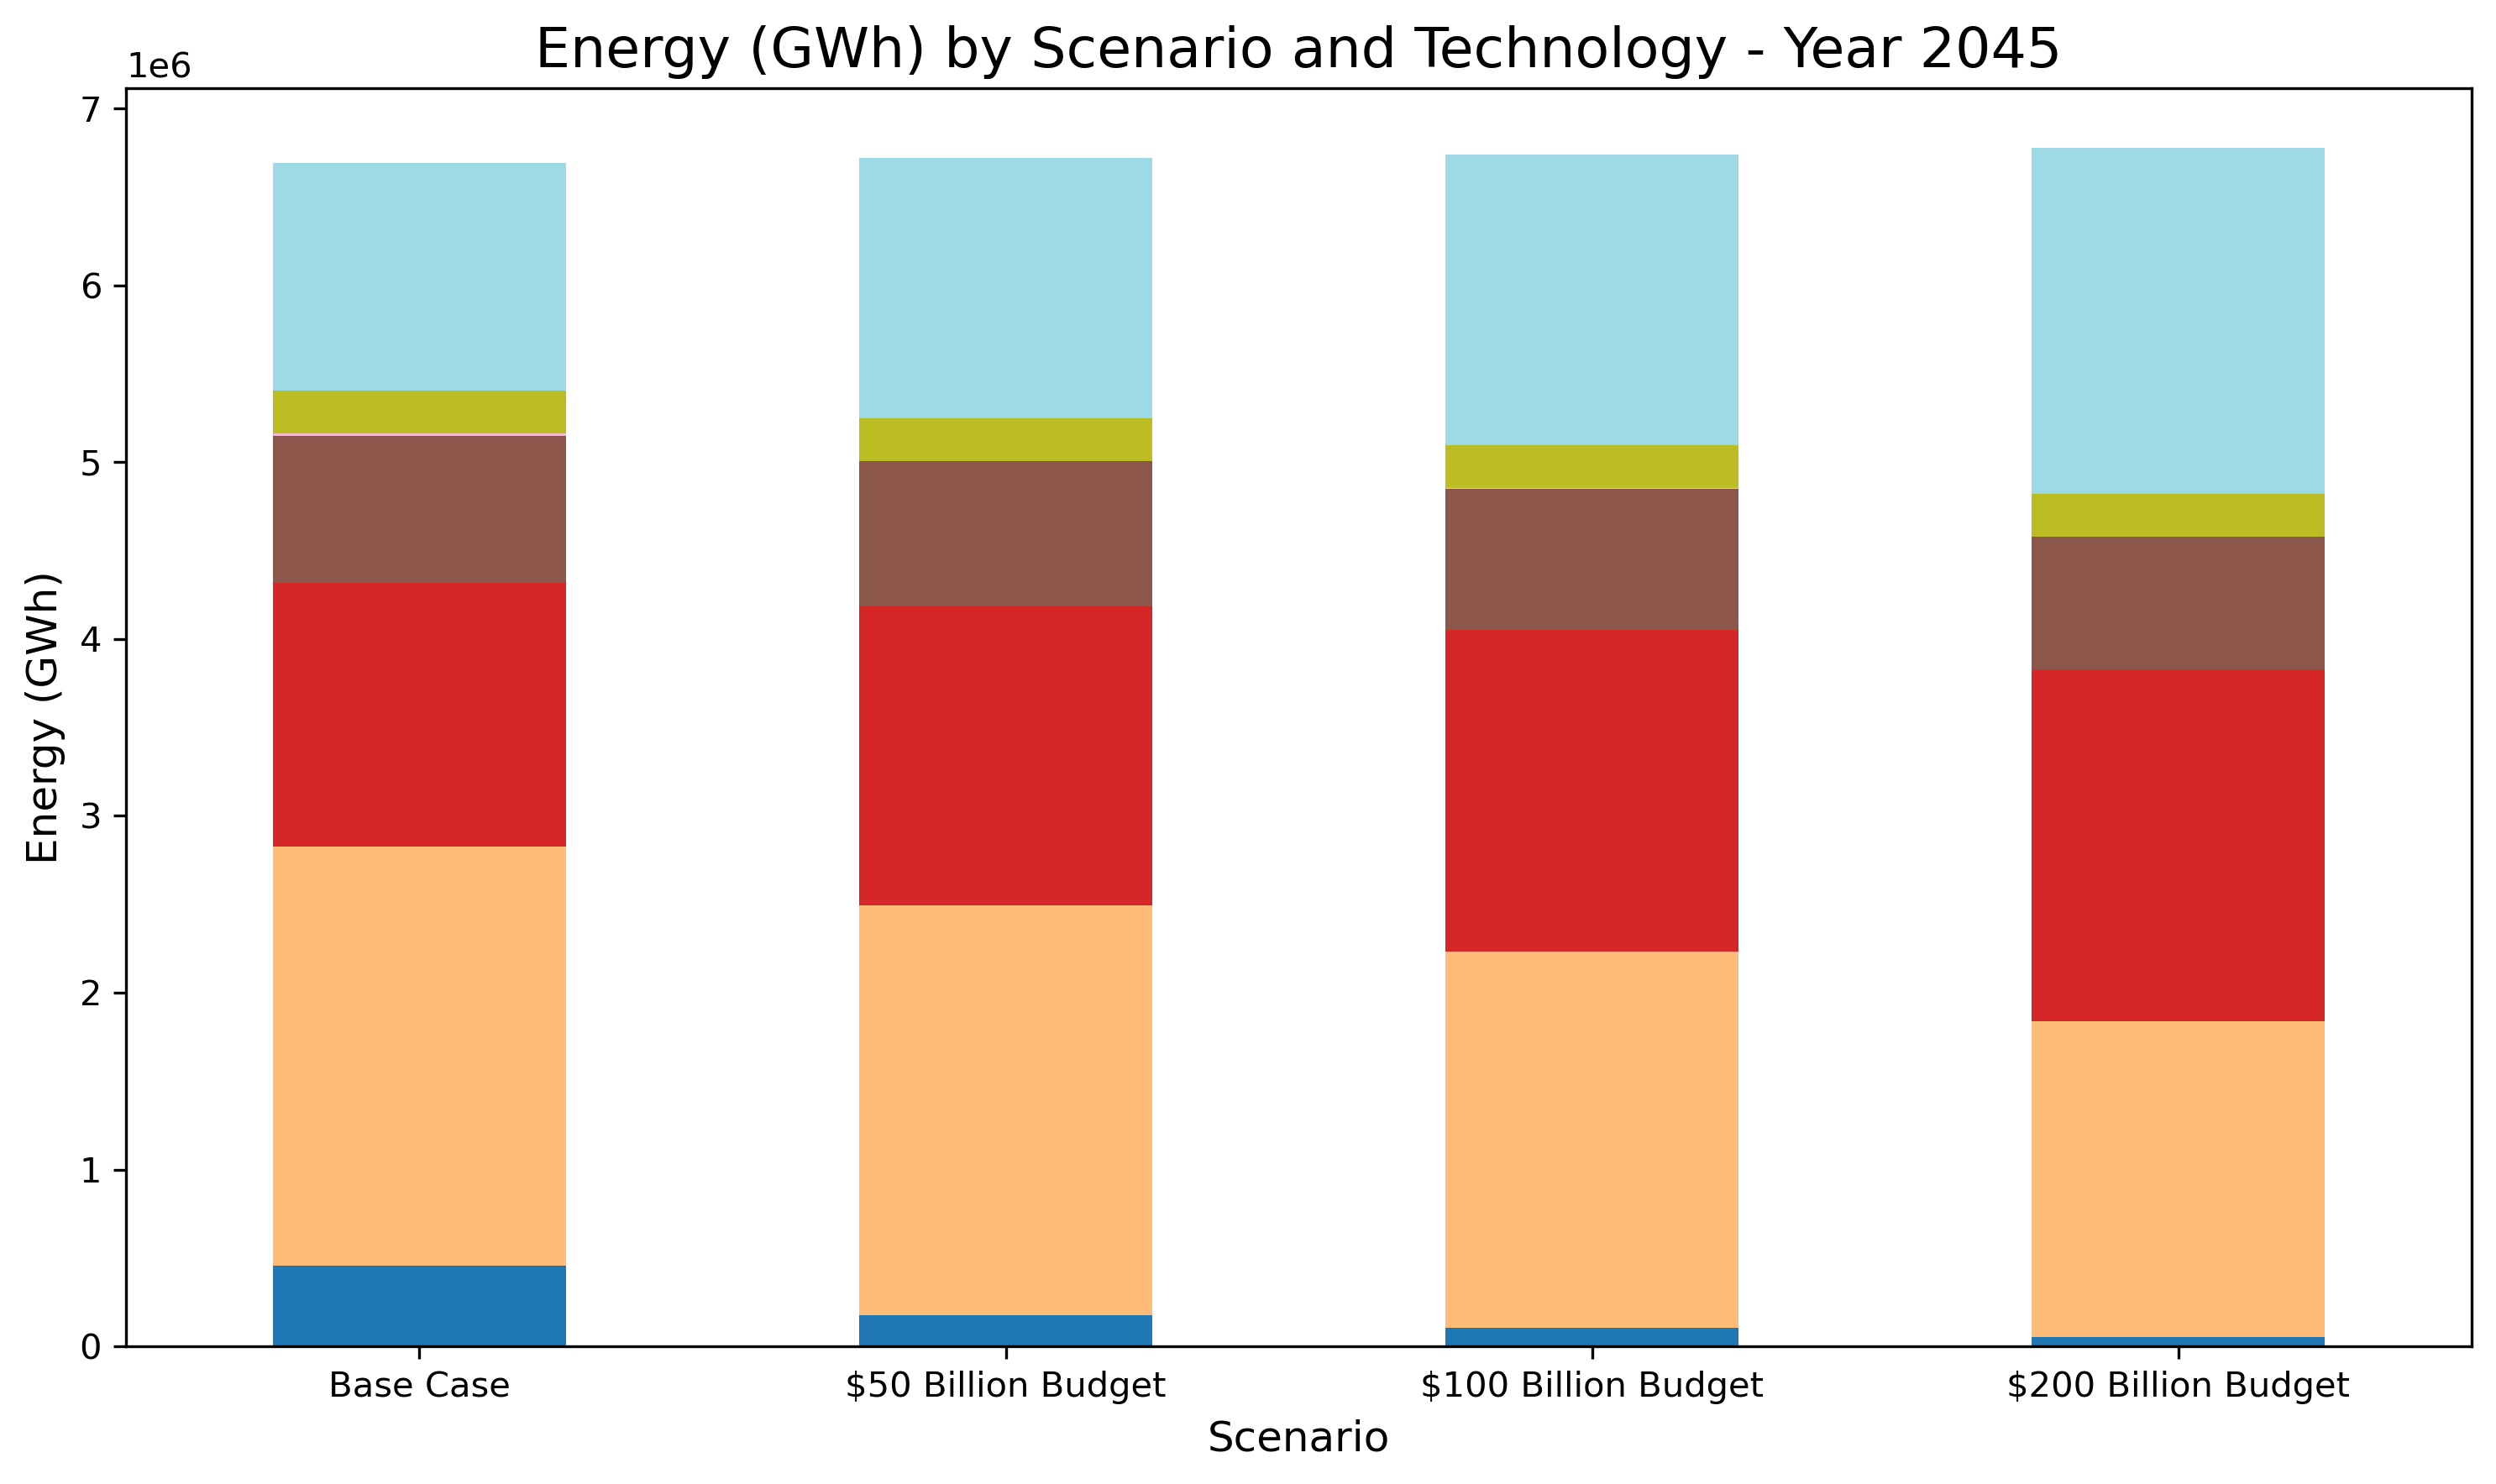 Energy (GWh) by Scenario and Technology - Year 2045
1e6
7
6
5
4
3
2
1
0
Energy (GWh)
Base Case
$50 Billion Budget
$100 Billion Budget
$200 Billion Budget
Scenario